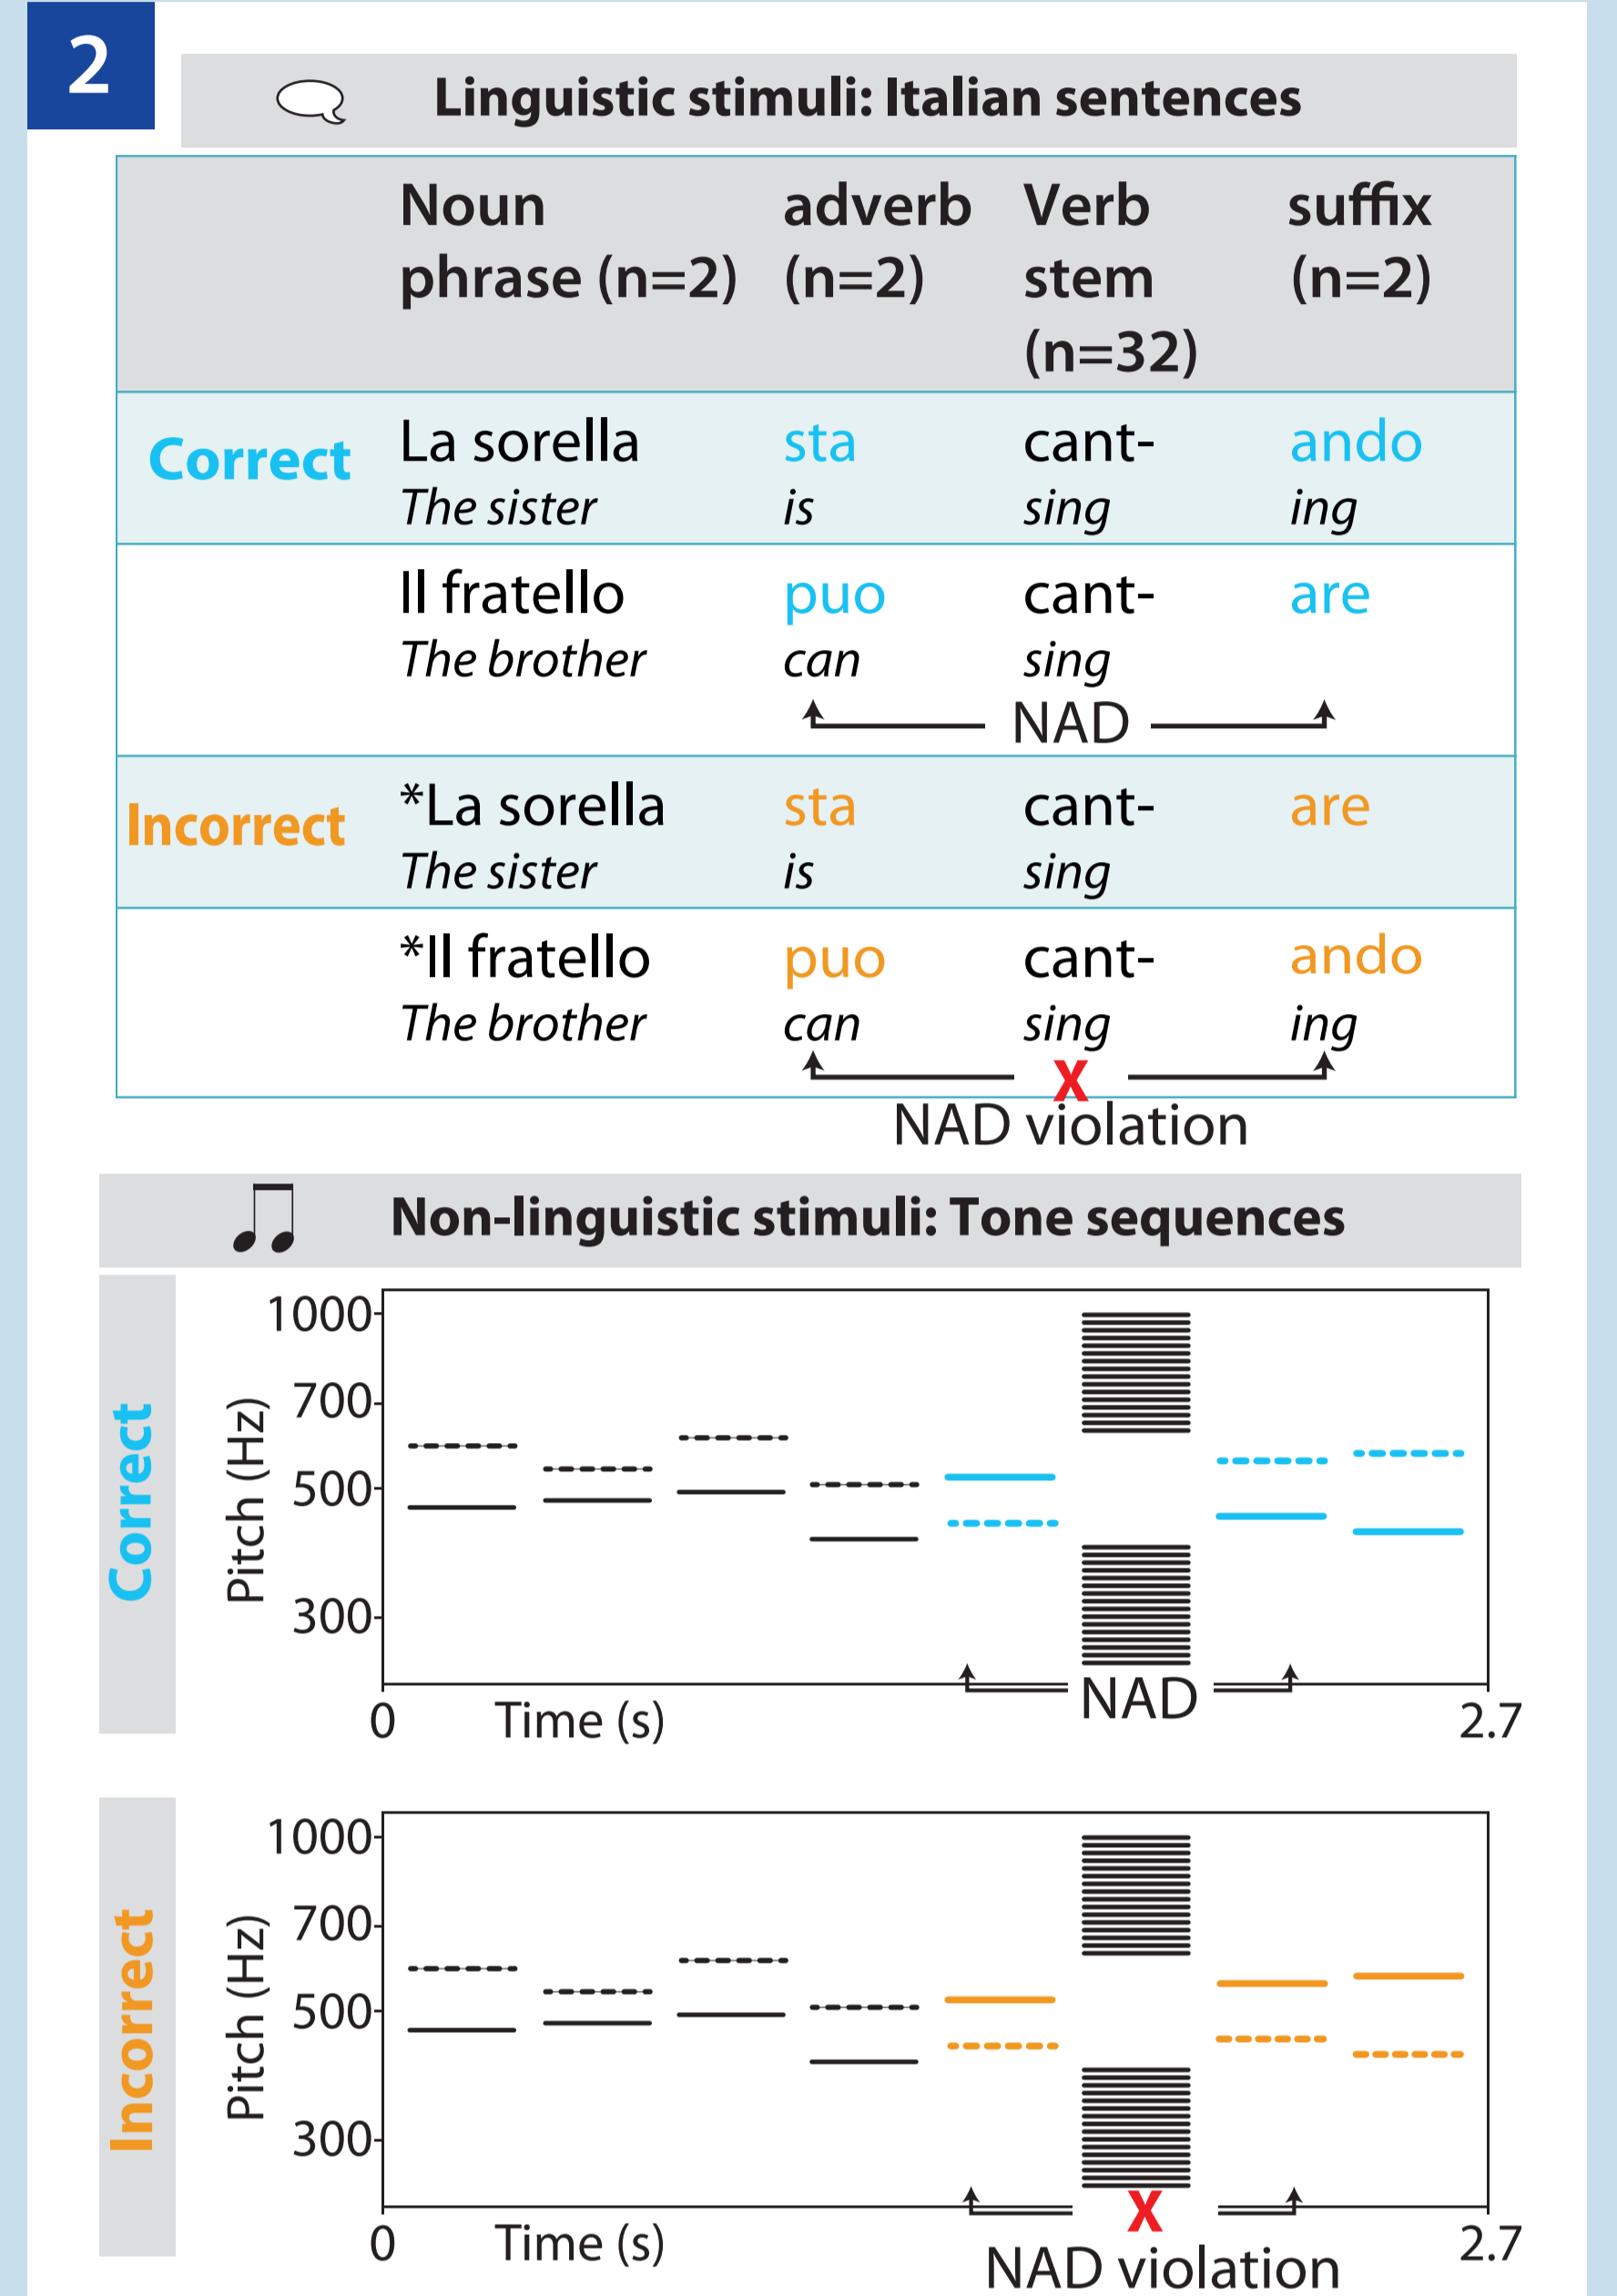 2
Linguistic stimuli: Italian sentences
Noun phrase (n=2) adverb (n=2) Verb stem (n=32) suffix (n=2)
Correct La sorella sta cant- ando
The sister is sing ing
Il fratello puo cant- are
The brother can sing
NAD
Incorrect *La sorella sta cant- are
The sister is sing
*Il fratello puo cant- ando
The brother can sing ing
X
NAD violation
Non-linguistic stimuli: Tone sequences
Correct
Pitch (Hz)
1000
700
500
300
NAD
0 Time (s) 2.7
Incorrect
Pitch (Hz)
1000
700
500
300
X
0 Time (s) 2.7
NAD violation